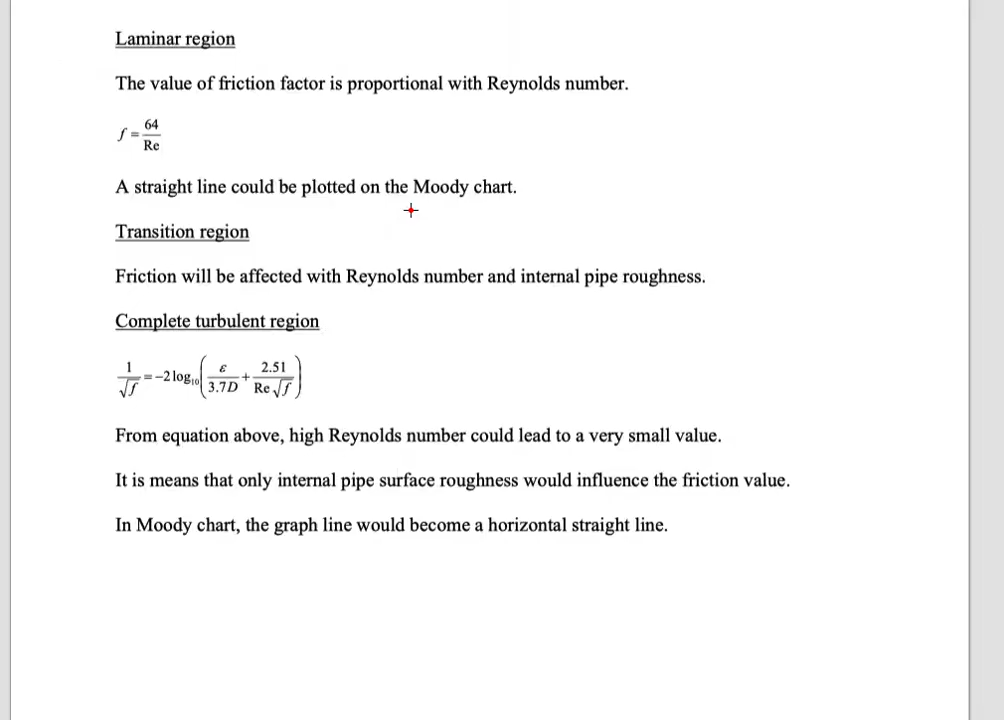 Laminar region
The value of friction factor is proportional with Reynolds number.
f = 64/Re
A straight line could be plotted on the Moody chart.
Transition region
Friction will be affected with Reynolds number and internal pipe roughness.
Complete turbulent region
1/√f = −2 log₁₀(ε/3.7D + 2.51/Re√f)
From equation above, high Reynolds number could lead to a very small value.
It is means that only internal pipe surface roughness would influence the friction value.
In Moody chart, the graph line would become a horizontal straight line.